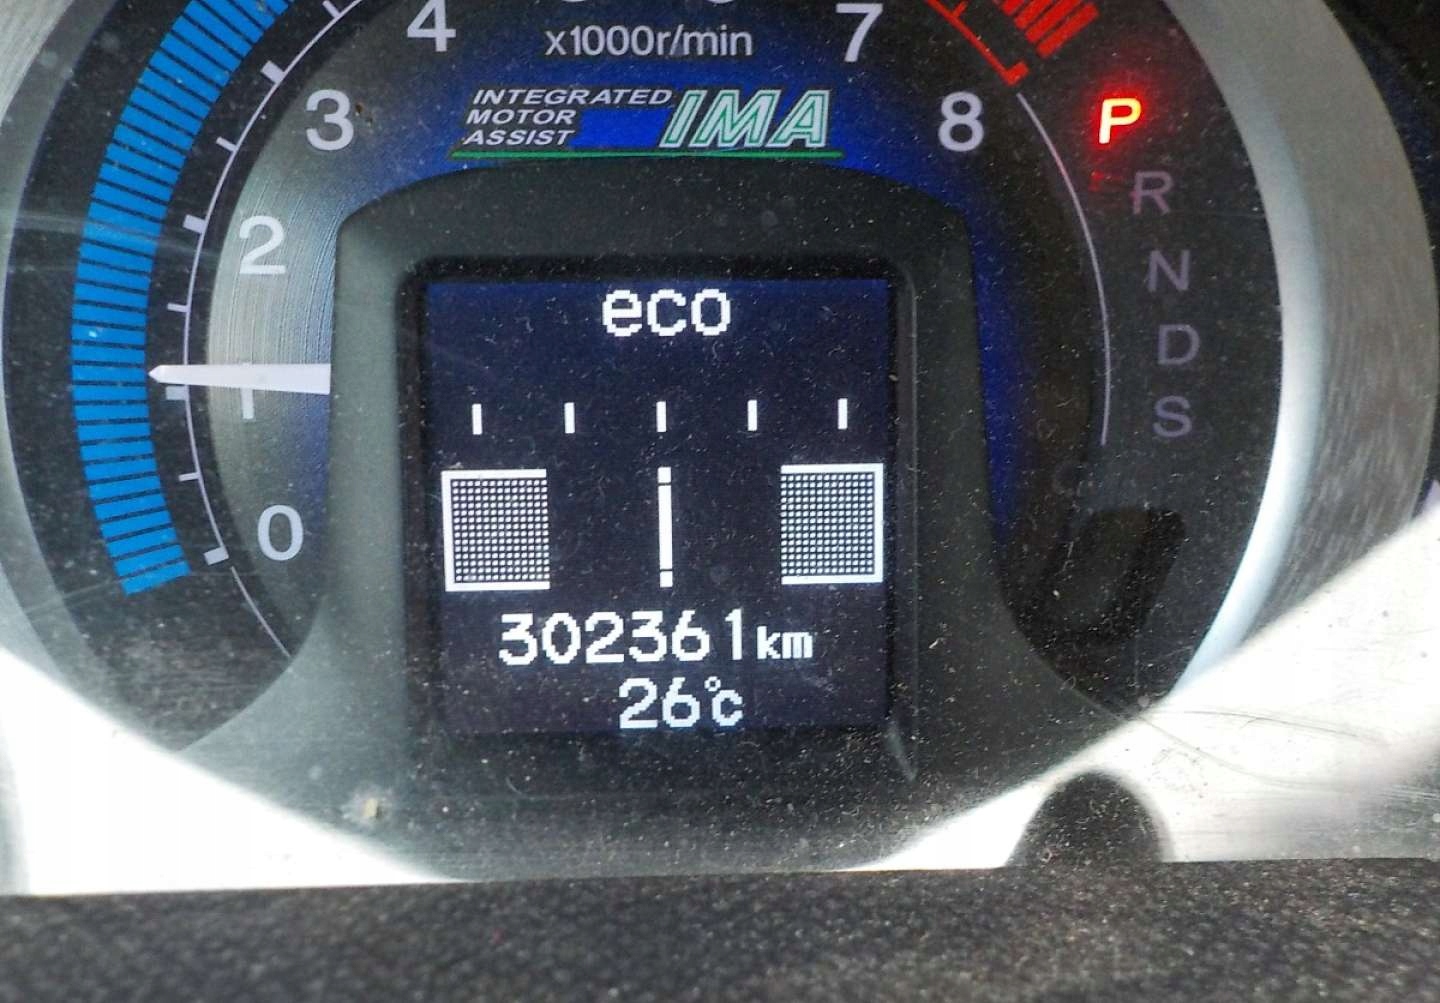 4
x1000r/min
7
3
INTEGRATED
MOTOR
ASSIST
IMA
8
P
R
2
N
eco
D
1
S
0
302361km
26°C